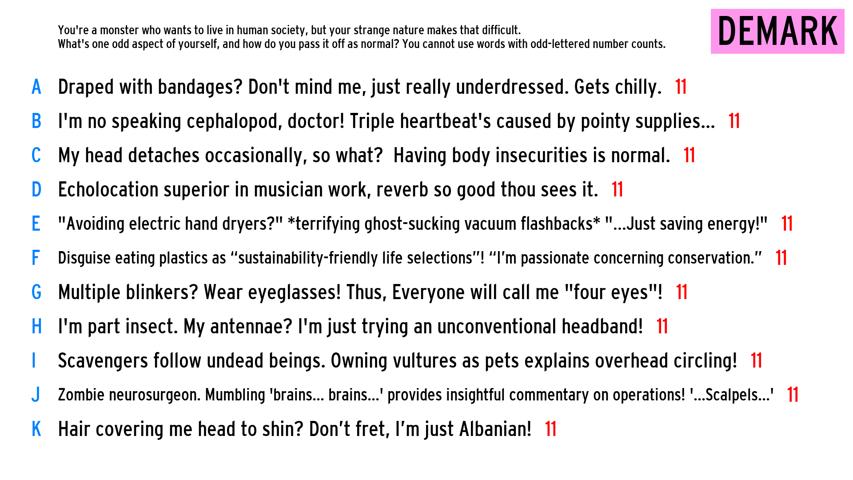 You're a monster who wants to live in human society, but your strange nature makes that difficult.
What's one odd aspect of yourself, and how do you pass it off as normal? You cannot use words with odd-lettered number counts.
DEMARK
A Draped with bandages? Don't mind me, just really underdressed. Gets chilly. 11
B I'm no speaking cephalopod, doctor! Triple heartbeat's caused by pointy supplies... 11
C My head detaches occasionally, so what? Having body insecurities is normal. 11
D Echolocation superior in musician work, reverb so good thou sees it. 11
E "Avoiding electric hand dryers?" *terrifying ghost-sucking vacuum flashbacks* "...Just saving energy!" 11
F Disguise eating plastics as “sustainability-friendly life selections”! “I’m passionate concerning conservation.” 11
G Multiple blinkers? Wear eyeglasses! Thus, Everyone will call me "four eyes"! 11
H I'm part insect. My antennae? I'm just trying an unconventional headband! 11
I Scavengers follow undead beings. Owning vultures as pets explains overhead circling! 11
J Zombie neurosurgeon. Mumbling 'brains... brains...' provides insightful commentary on operations! '...Scalpels...' 11
K Hair covering me head to shin? Don’t fret, I’m just Albanian! 11